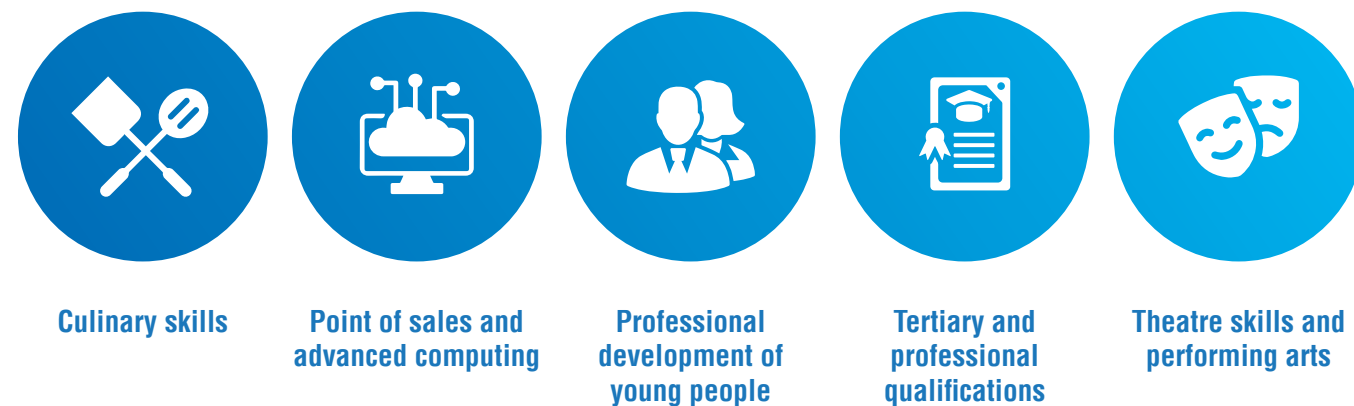 Culinary skills
Point of sales and
advanced computing
Professional
development of
young people
Tertiary and
professional
qualifications
Theatre skills and
performing arts